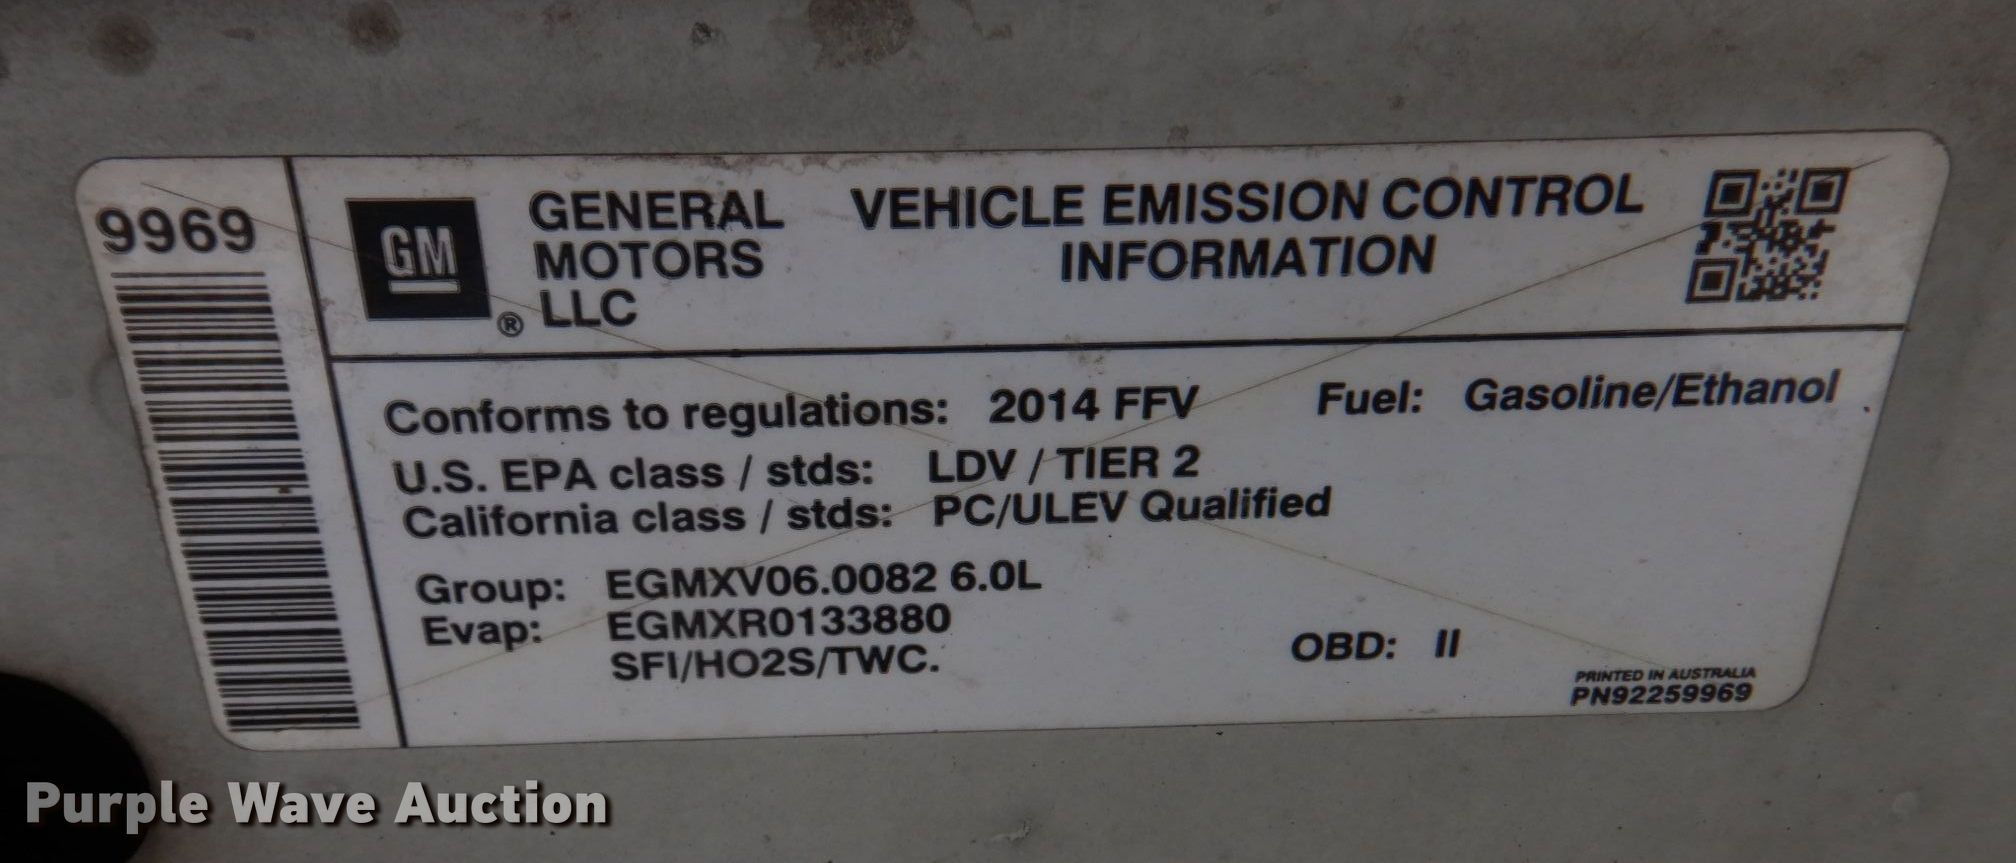 9969
GM
®
GENERAL
MOTORS
LLC
VEHICLE EMISSION CONTROL
INFORMATION
Conforms to regulations: 2014 FFV Fuel: Gasoline/Ethanol
U.S. EPA class / stds: LDV / TIER 2
California class / stds: PC/ULEV Qualified
Group: EGMXV06.0082 6.0L
Evap: EGMXR0133880
SFI/HO2S/TWC.
OBD: II
PRINTED IN AUSTRALIA
PN92259969
Purple Wave Auction